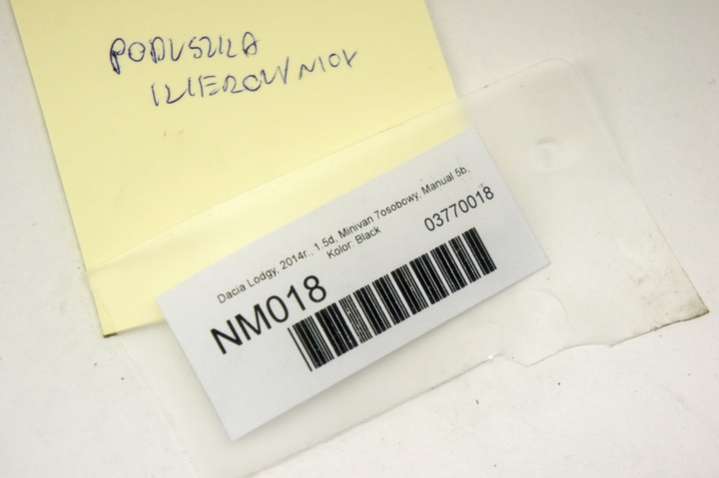 PODUSZKA
KIEROWNICY
Dacia Lodgy, 2014r., 1.5d, Minivan 7osobowy, Manual 5b,
Kolor: Black
03770018
NM018